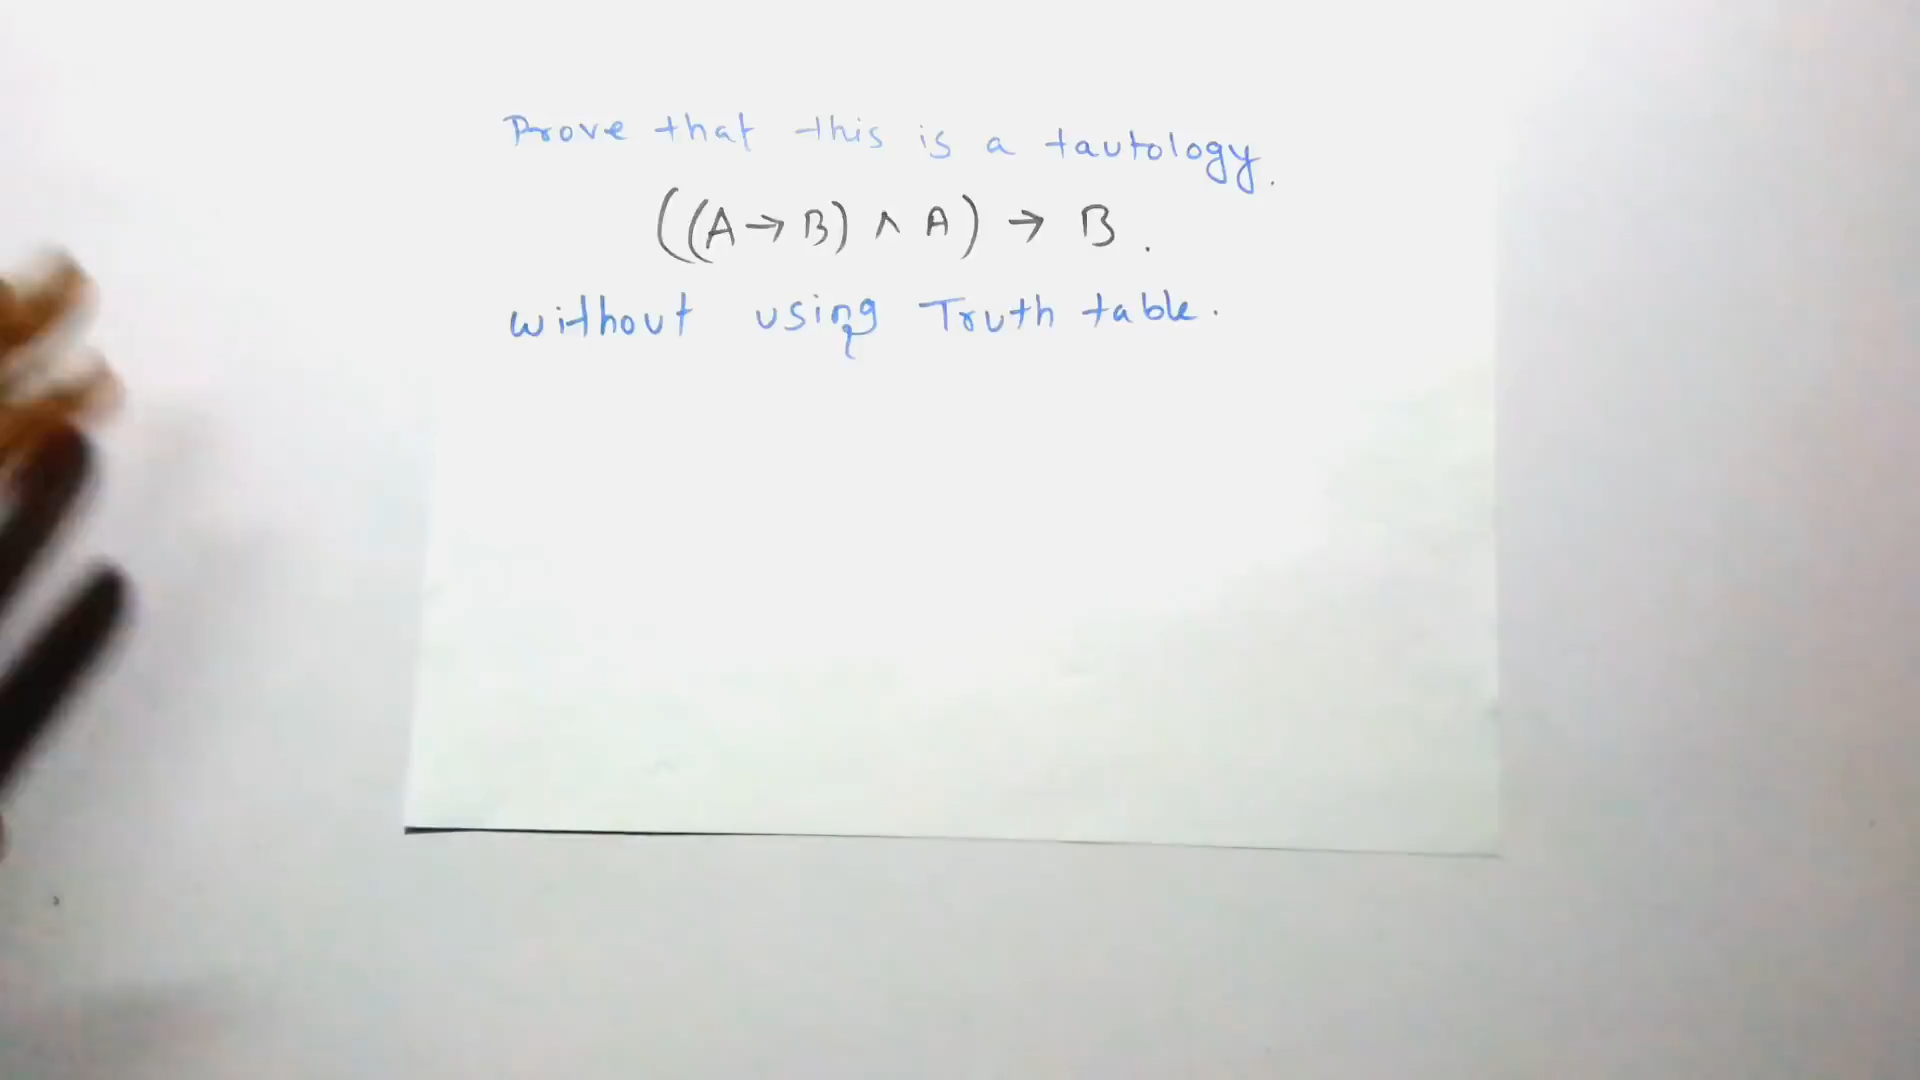 Prove that this is a tautology.
((A→B) ∧ A) → B.
without using Truth table.